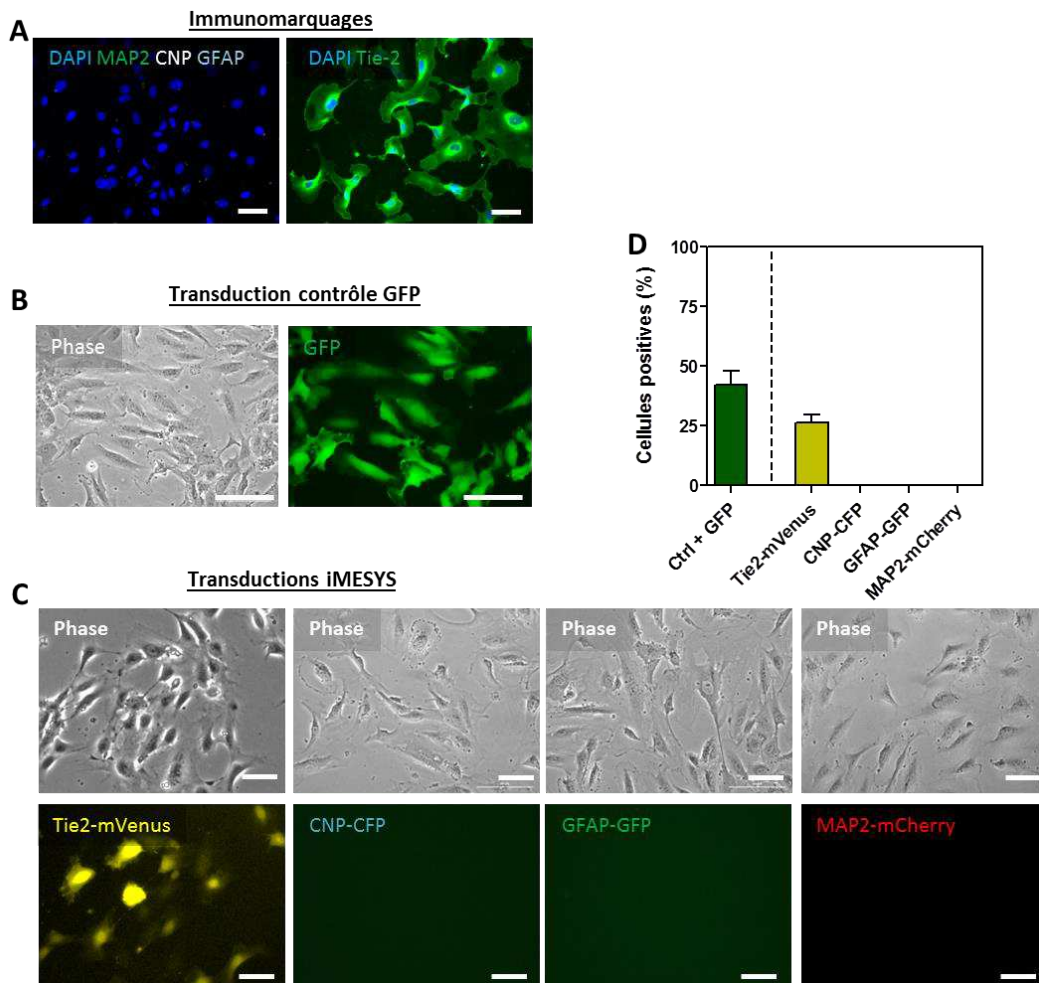 Immunomarquages
A
DAPI MAP2 CNP GFAP
DAPI Tie-2
B
Transduction contrôle GFP
Phase
GFP
D
Cellules positives (%)
100
75
50
25
0
Ctrl + GFP
Tie2-mVenus
CNP-CFP
GFAP-GFP
MAP2-mCherry
Transductions iMESYS
C
Phase
Phase
Phase
Phase
Tie2-mVenus
CNP-CFP
GFAP-GFP
MAP2-mCherry